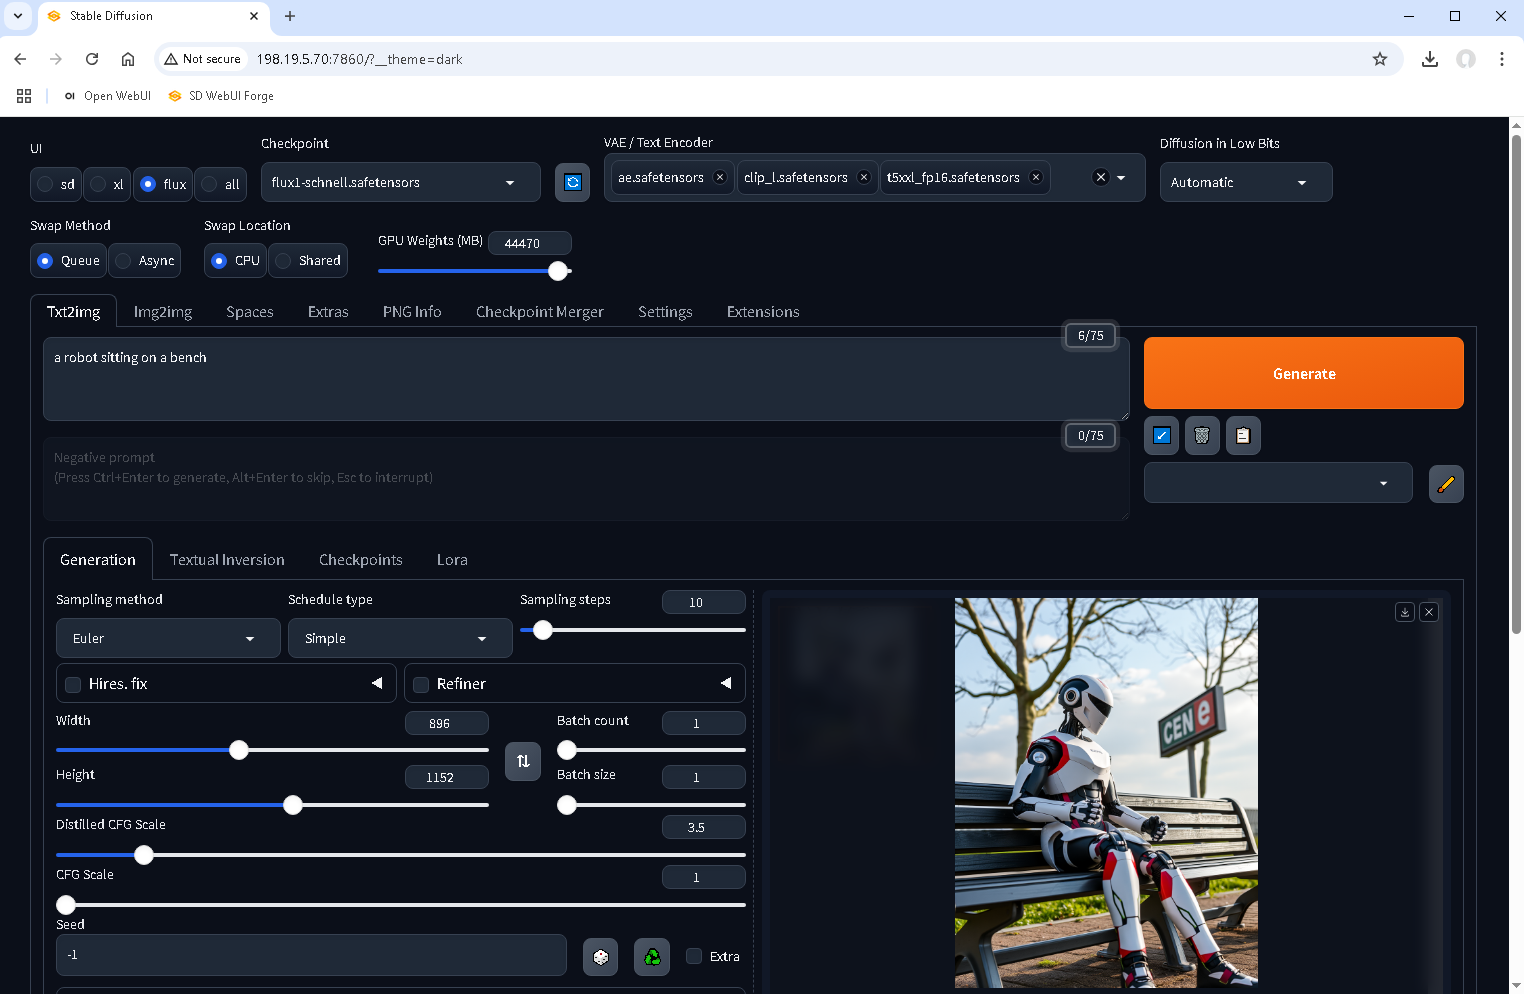 Stable Diffusion
Not secure 198.19.5.70:7860/?__theme=dark
OI Open WebUI SD WebUI Forge
UI
sd xl flux all
Checkpoint
flux1-schnell.safetensors
VAE / Text Encoder
ae.safetensors clip_l.safetensors t5xxl_fp16.safetensors
Diffusion in Low Bits
Automatic
Swap Method
Queue Async
Swap Location
CPU Shared
GPU Weights (MB) 44470
Txt2img Img2img Spaces Extras PNG Info Checkpoint Merger Settings Extensions
6/75
a robot sitting on a bench
Generate
0/75
Negative prompt
(Press Ctrl+Enter to generate, Alt+Enter to skip, Esc to interrupt)
Generation Textual Inversion Checkpoints Lora
Sampling method
Euler
Schedule type
Simple
Sampling steps 10
Hires. fix Refiner
Width 896
Height 1152
Batch count 1
Batch size 1
Distilled CFG Scale 3.5
CFG Scale 1
Seed
-1
Extra
CENe